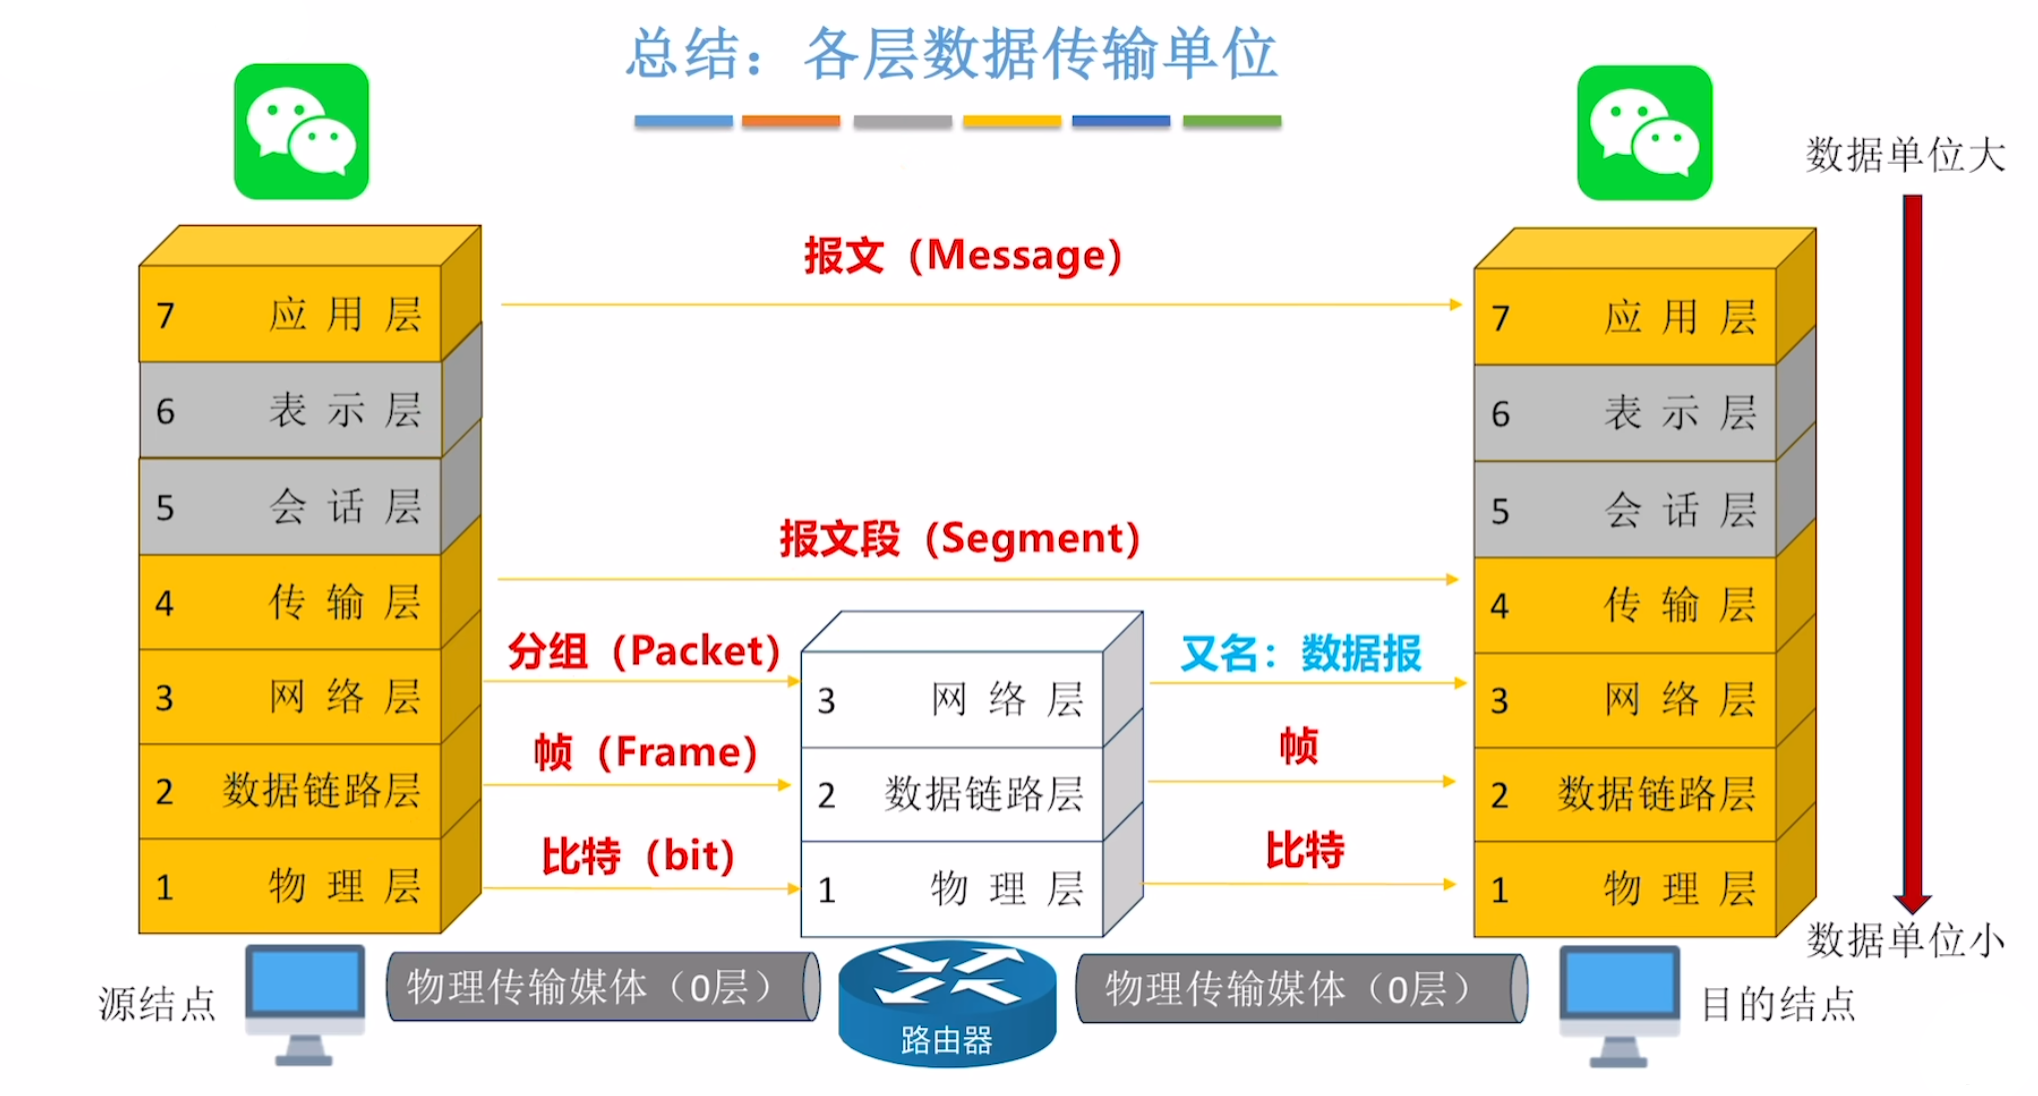 总结：各层数据传输单位
数据单位大
报文（Message）
7 应用层
7 应用层
6 表示层
6 表示层
5 会话层
5 会话层
报文段（Segment）
4 传输层
4 传输层
分组（Packet）
又名：数据报
3 网络层
3 网络层
3 网络层
帧（Frame）
帧
2 数据链路层
2 数据链路层
2 数据链路层
比特（bit）
比特
1 物理层
1 物理层
1 物理层
数据单位小
源结点
物理传输媒体（0层）
路由器
物理传输媒体（0层）
目的结点